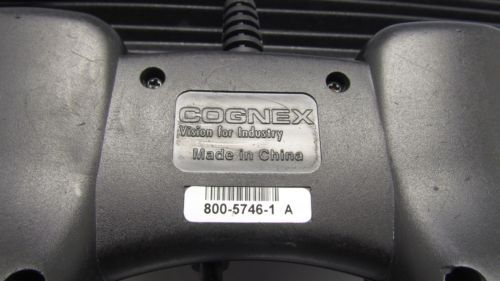 COGNEX
Vision for Industry
Made in China
800-5746-1 A